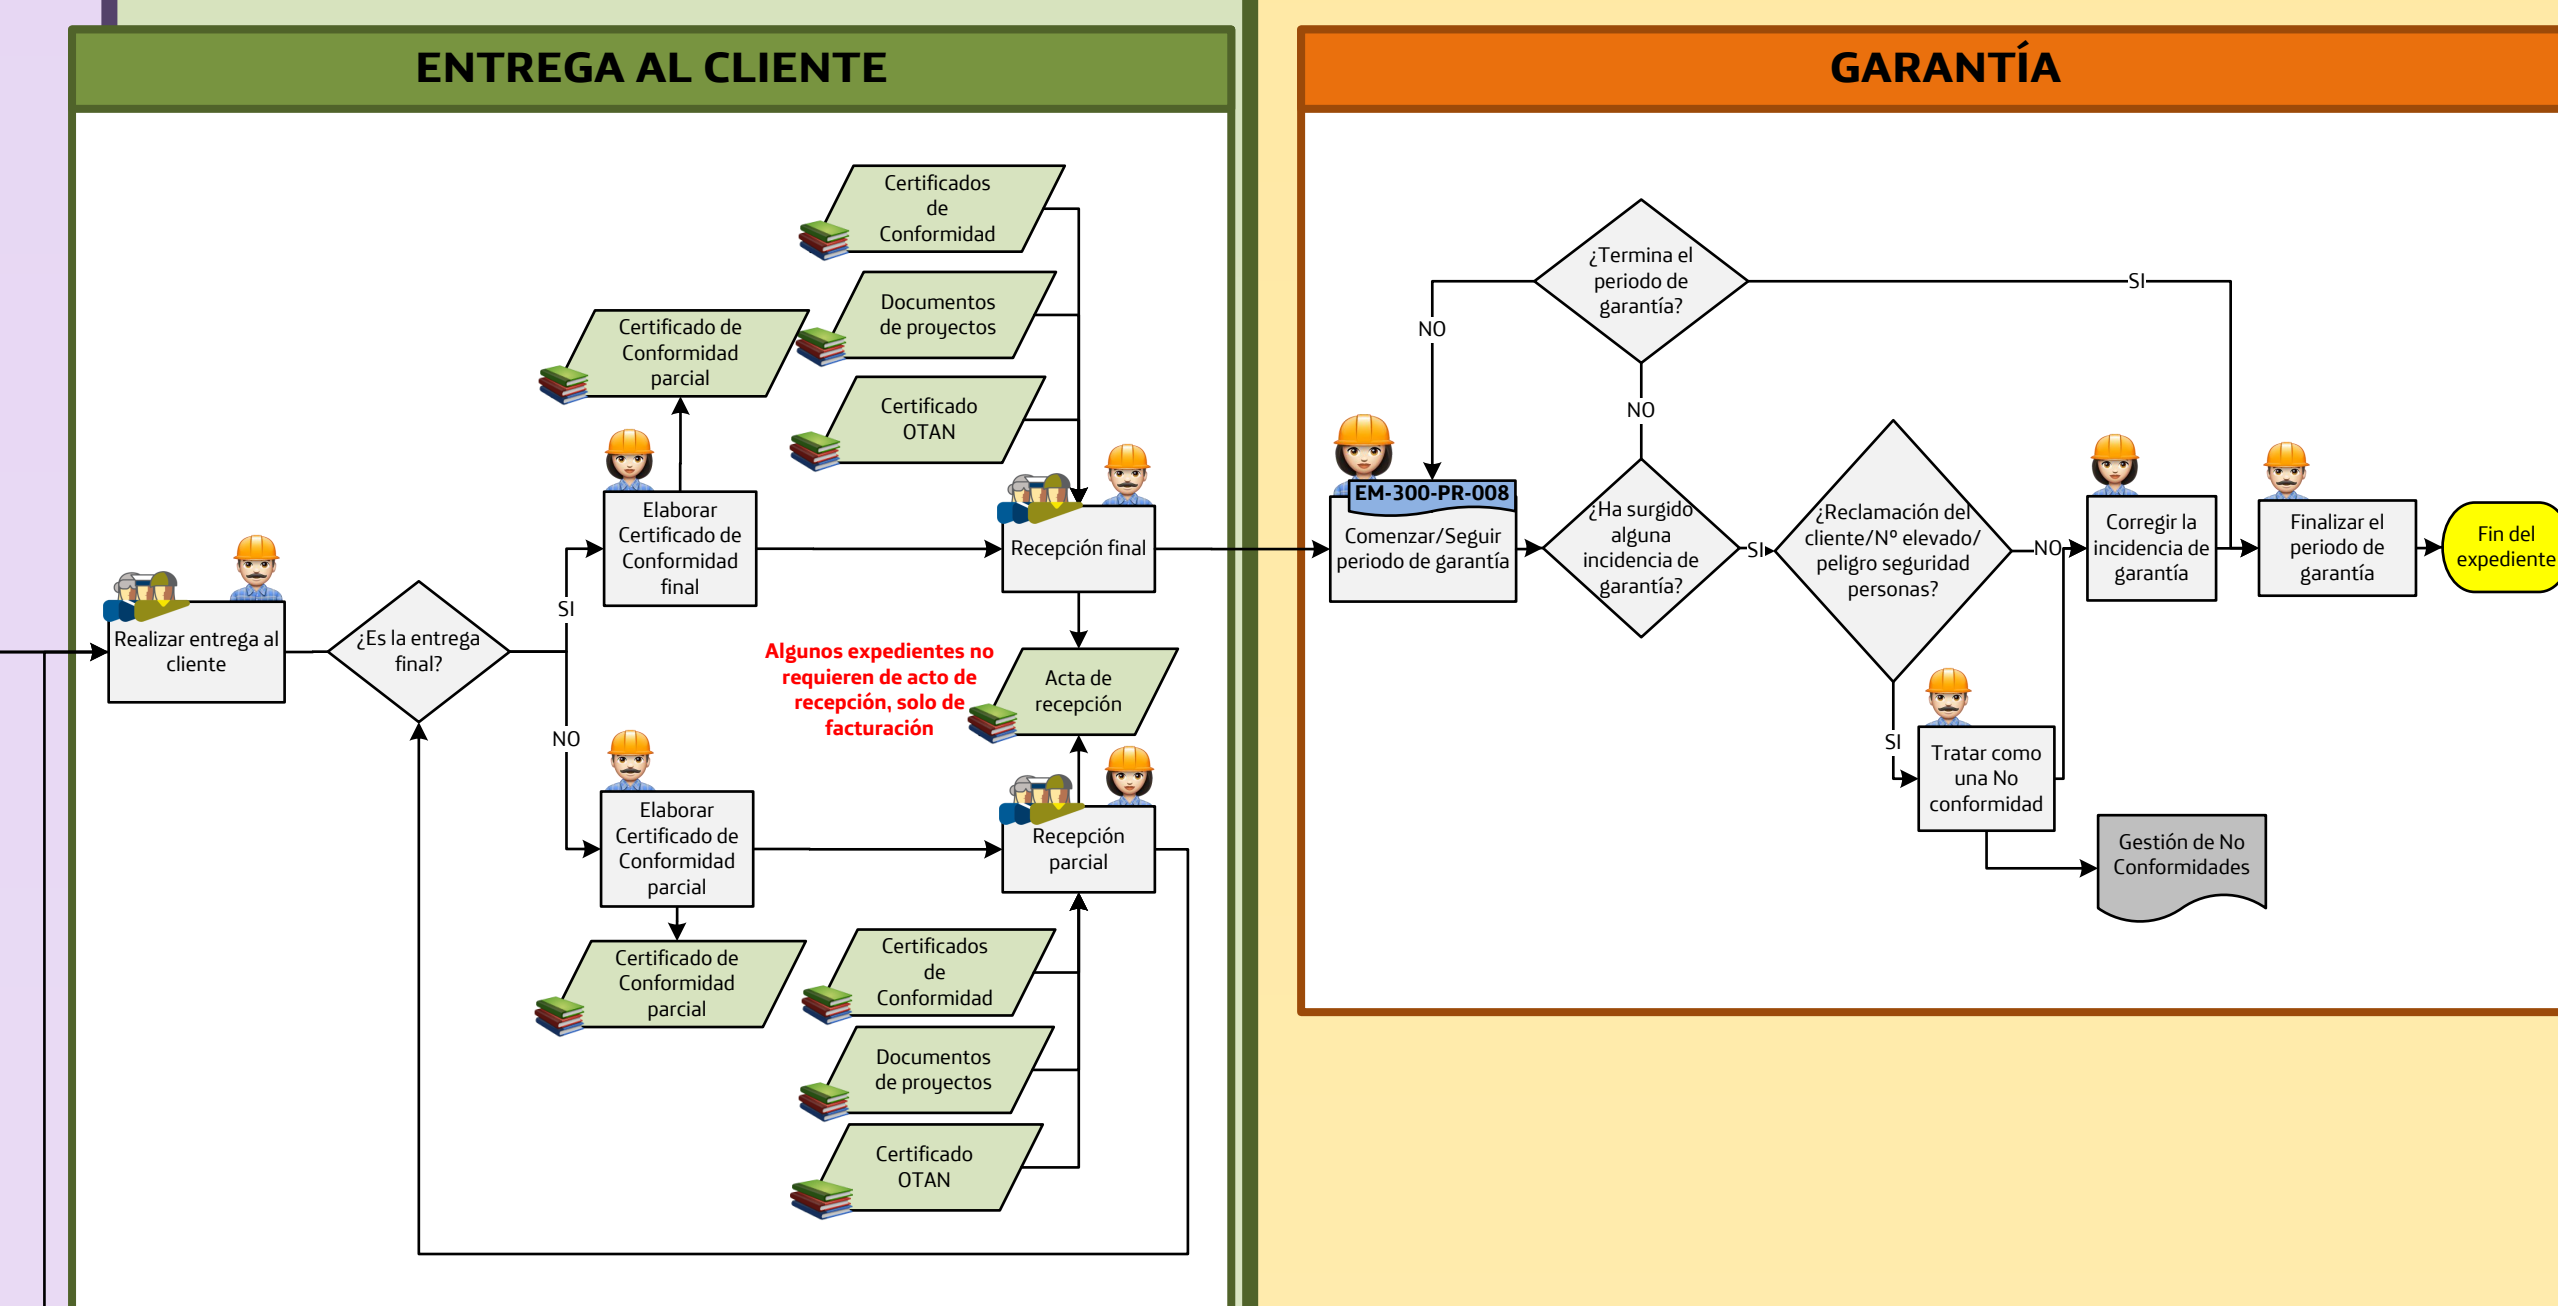 ENTREGA AL CLIENTE
Certificados
de
Conformidad
Documentos
de proyectos
Certificado de
Conformidad
parcial
Certificado
OTAN
Elaborar
Certificado de
Conformidad
final
Recepción final
SI
Realizar entrega al
cliente
¿Es la entrega
final?
Algunos expedientes no
requieren de acto de
recepción, solo de
facturación
Acta de
recepción
NO
Elaborar
Certificado de
Conformidad
parcial
Recepción
parcial
Certificado de
Conformidad
parcial
Certificados
de
Conformidad
Documentos
de proyectos
Certificado
OTAN
GARANTÍA
¿Termina el
periodo de
garantía?
SI
NO
NO
EM-300-PR-008
Comenzar/Seguir
periodo de garantía
¿Ha surgido
alguna
incidencia de
garantía?
SI
¿Reclamación del
cliente/Nº elevado/
peligro seguridad
personas?
NO
Corregir la
incidencia de
garantía
Finalizar el
periodo de
garantía
Fin del
expediente
SI
Tratar como
una No
conformidad
Gestión de No
Conformidades